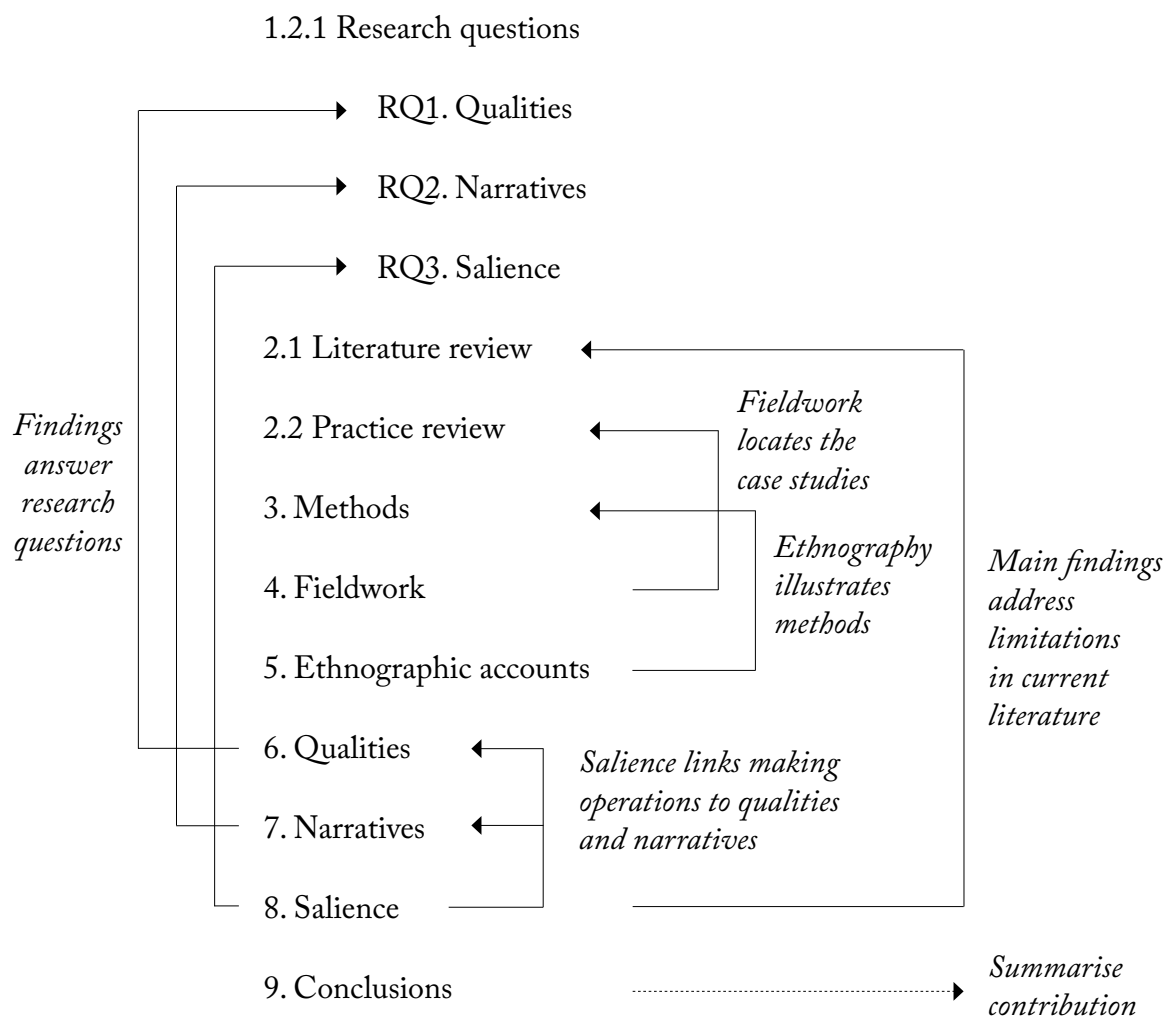 1.2.1 Research questions
RQ1. Qualities
RQ2. Narratives
RQ3. Salience
2.1 Literature review
2.2 Practice review
3. Methods
4. Fieldwork
5. Ethnographic accounts
6. Qualities
7. Narratives
8. Salience
9. Conclusions
Findings
answer
research
questions
Fieldwork
locates the
case studies
Ethnography
illustrates
methods
Main findings
address
limitations
in current
literature
Salience links making
operations to qualities
and narratives
Summarise
contribution